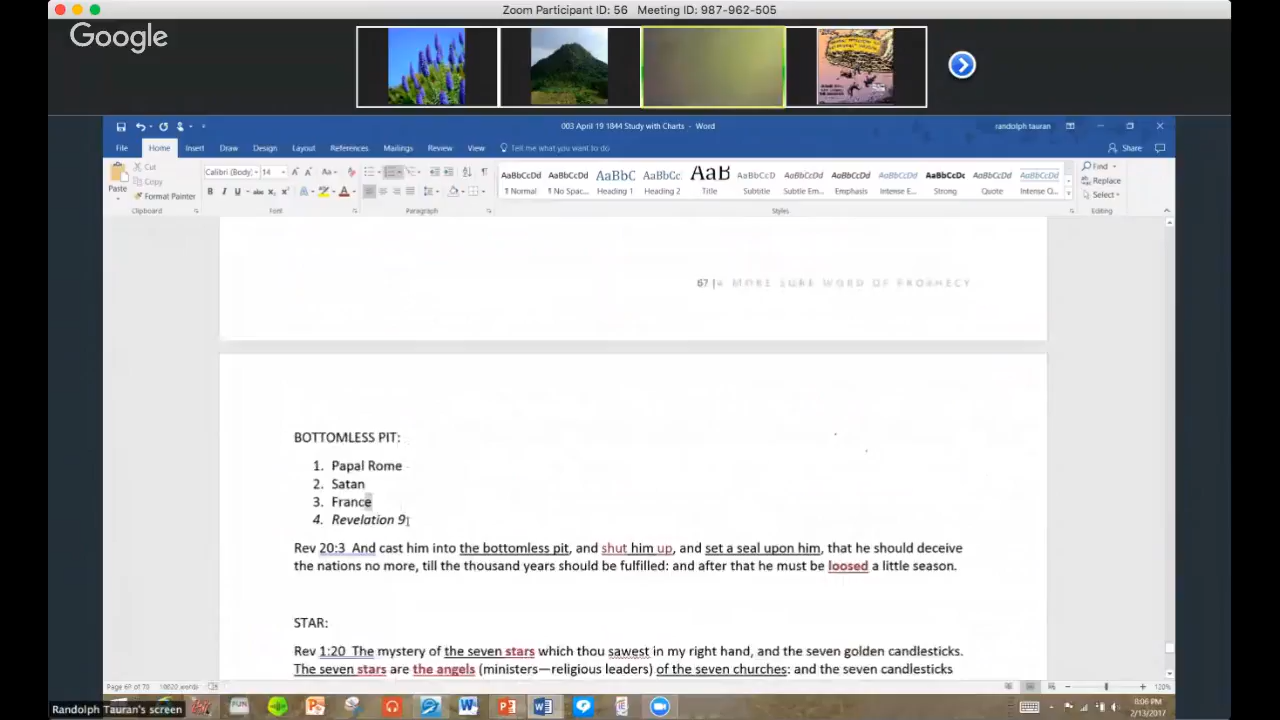 Zoom Participant ID: 56   Meeting ID: 987-962-505
Google
003 April 19 1844 Study with Charts - Word
randolph tauran
File Home Insert Draw Design Layout References Mailings Review View Tell me what you want to do
Share
Cut
Copy
Paste
Format Painter
Calibri (Body) 14
AaBbCcDd AaBbCcDd AaBbC AaBbCc AaB AaBbCcD AaBbCcDd AaBbCcDd AaBbCcDd AaBbCcDc AaBbCcDd AaBbCcDd
¶ Normal ¶ No Spac... Heading 1 Heading 2 Title Subtitle Subtle Em... Emphasis Intense E... Strong Quote Intense Q...
Find
Replace
Select
Clipboard Font Paragraph Styles Editing
67 | A MORE SURE WORD OF PROPHECY
BOTTOMLESS PIT:
1. Papal Rome
2. Satan
3. France
4. Revelation 9
Rev 20:3 And cast him into the bottomless pit, and shut him up, and set a seal upon him, that he should deceive
the nations no more, till the thousand years should be fulfilled: and after that he must be loosed a little season.
STAR:
Rev 1:20 The mystery of the seven stars which thou sawest in my right hand, and the seven golden candlesticks.
The seven stars are the angels (ministers—religious leaders) of the seven churches: and the seven candlesticks
120%
Randolph Tauran's screen
8:06 PM
2/13/2017